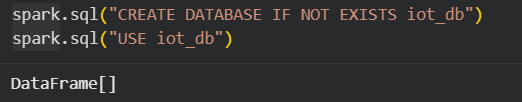 spark.sql("CREATE DATABASE IF NOT EXISTS iot_db")
spark.sql("USE iot_db")
DataFrame[]